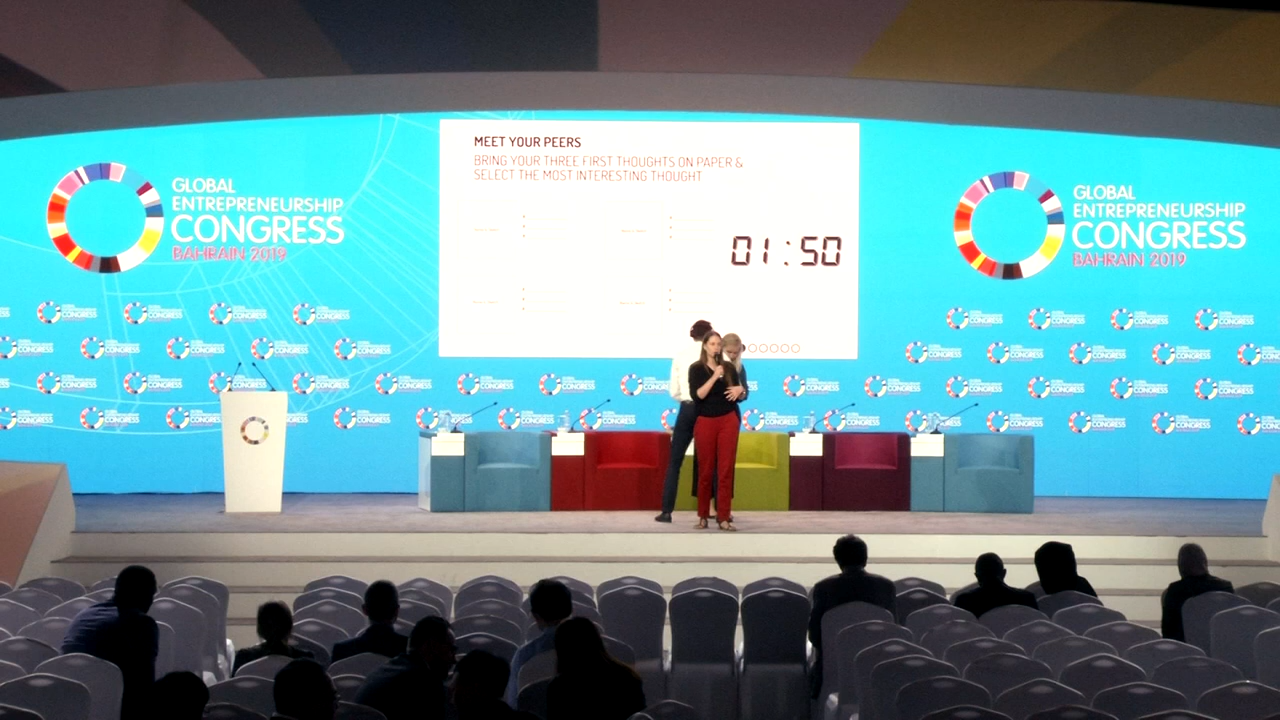 GLOBAL
ENTREPRENEURSHIP
CONGRESS
BAHRAIN 2019
MEET YOUR PEERS
BRING YOUR THREE FIRST THOUGHTS ON PAPER &
SELECT THE MOST INTERESTING THOUGHT
01:50
GLOBAL
ENTREPRENEURSHIP
CONGRESS
BAHRAIN 2019